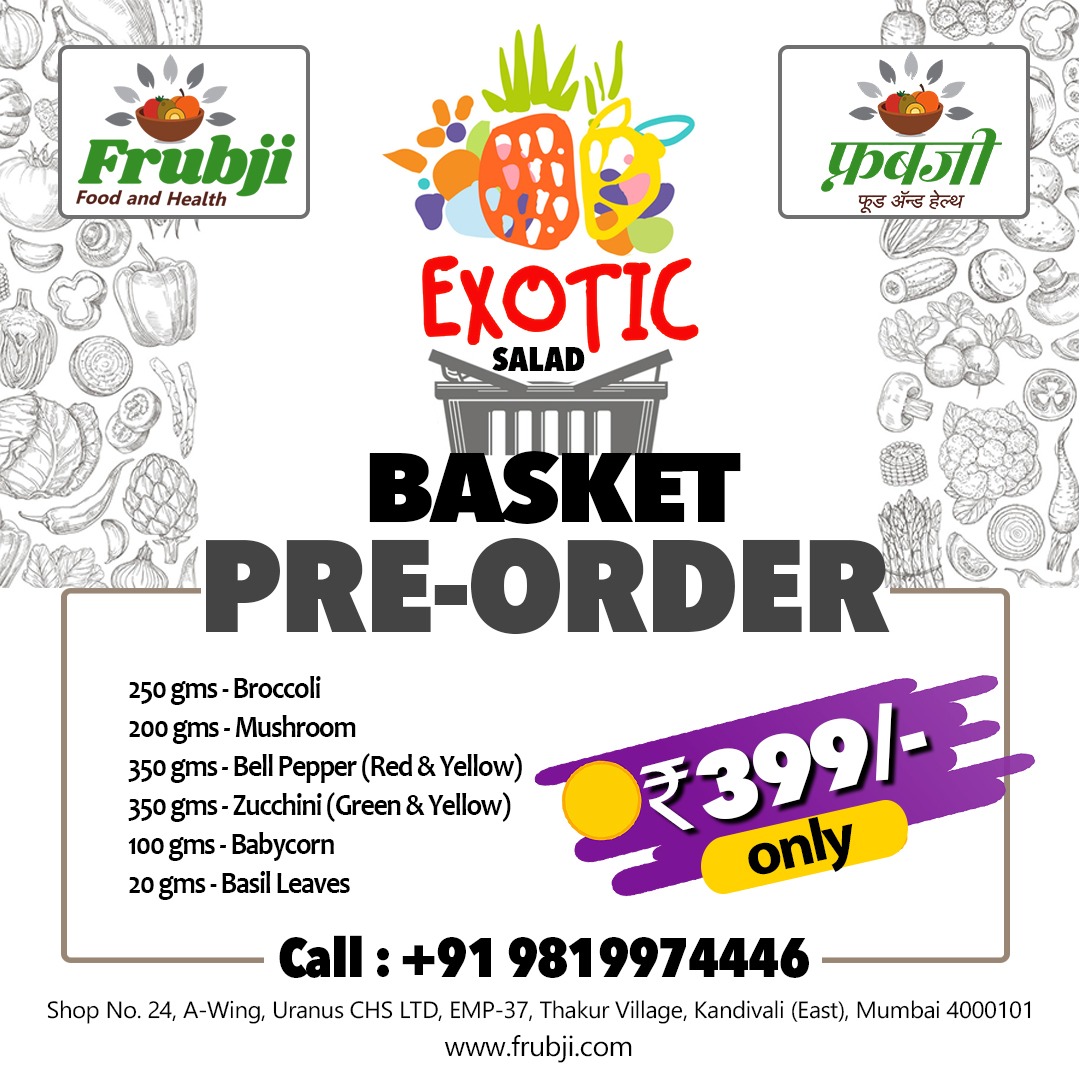 Frubji
Food and Health
फ़बजी
फूड ॲन्ड हेल्थ
EXOTIC
SALAD
BASKET
PRE-ORDER
250 gms - Broccoli
200 gms - Mushroom
350 gms - Bell Pepper (Red & Yellow)
350 gms - Zucchini (Green & Yellow)
100 gms - Babycorn
20 gms - Basil Leaves
₹399/-
only
Call : +91 9819974446
Shop No. 24, A-Wing, Uranus CHS LTD, EMP-37, Thakur Village, Kandivali (East), Mumbai 4000101
www.frubji.com